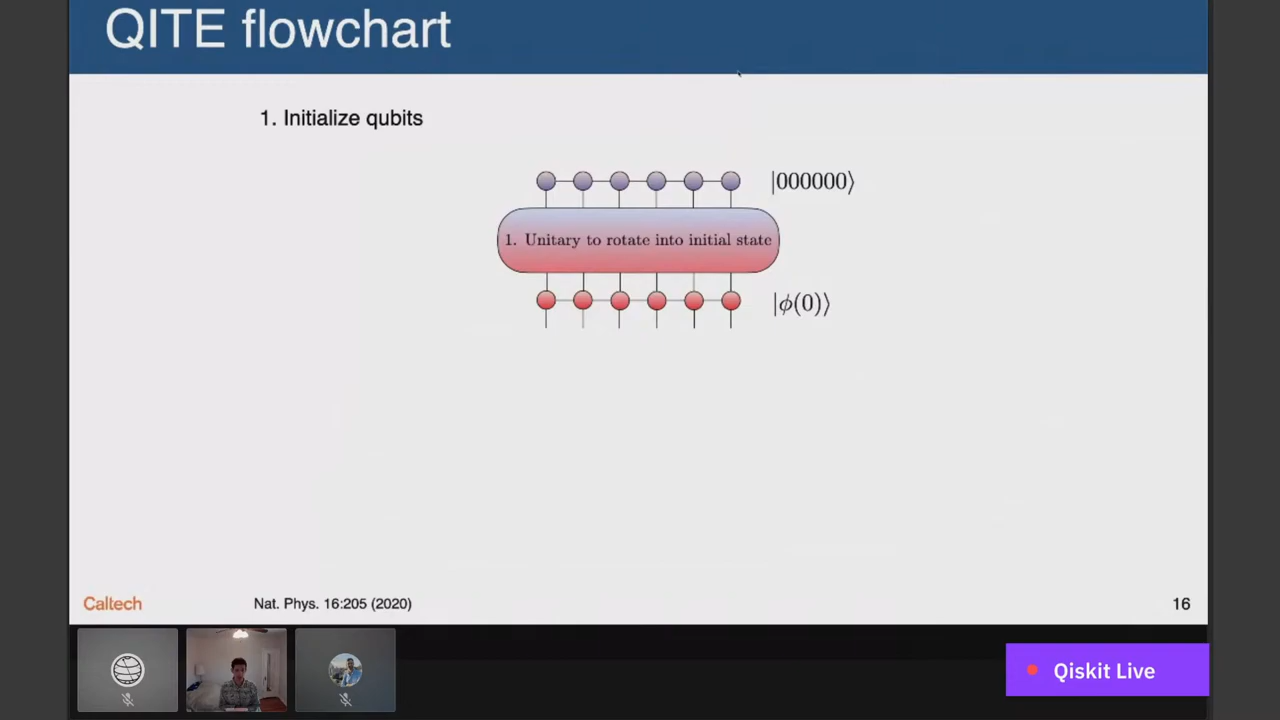 QITE flowchart
1. Initialize qubits
|000000⟩
1. Unitary to rotate into initial state
|ϕ(0)⟩
Caltech
Nat. Phys. 16:205 (2020)
16
Qiskit Live